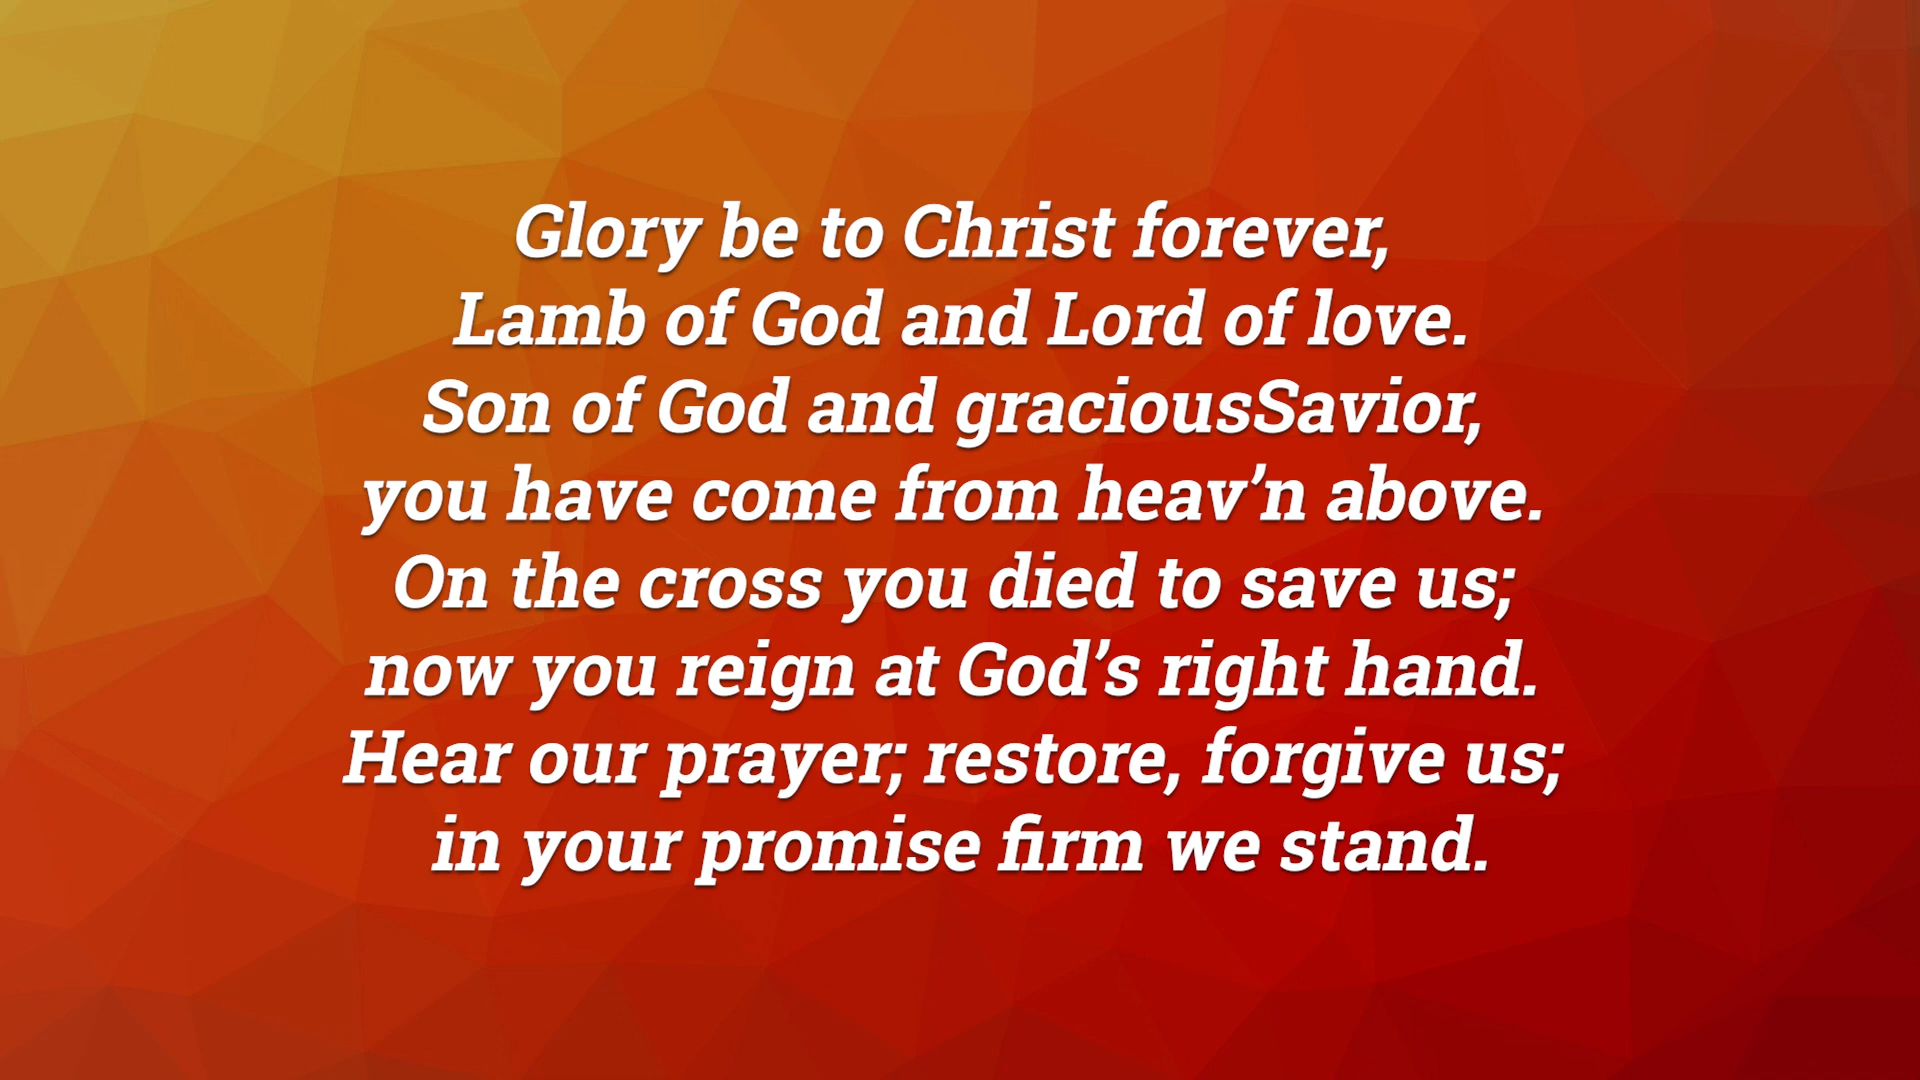 Glory be to Christ forever,
Lamb of God and Lord of love.
Son of God and graciousSavior,
you have come from heav’n above.
On the cross you died to save us;
now you reign at God’s right hand.
Hear our prayer; restore, forgive us;
in your promise firm we stand.